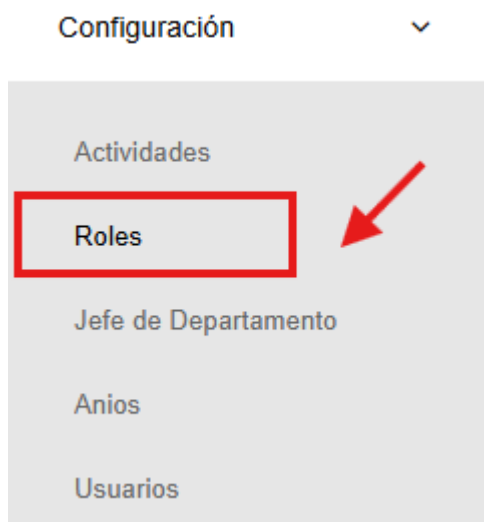 Configuración
Actividades
Roles
Jefe de Departamento
Anios
Usuarios